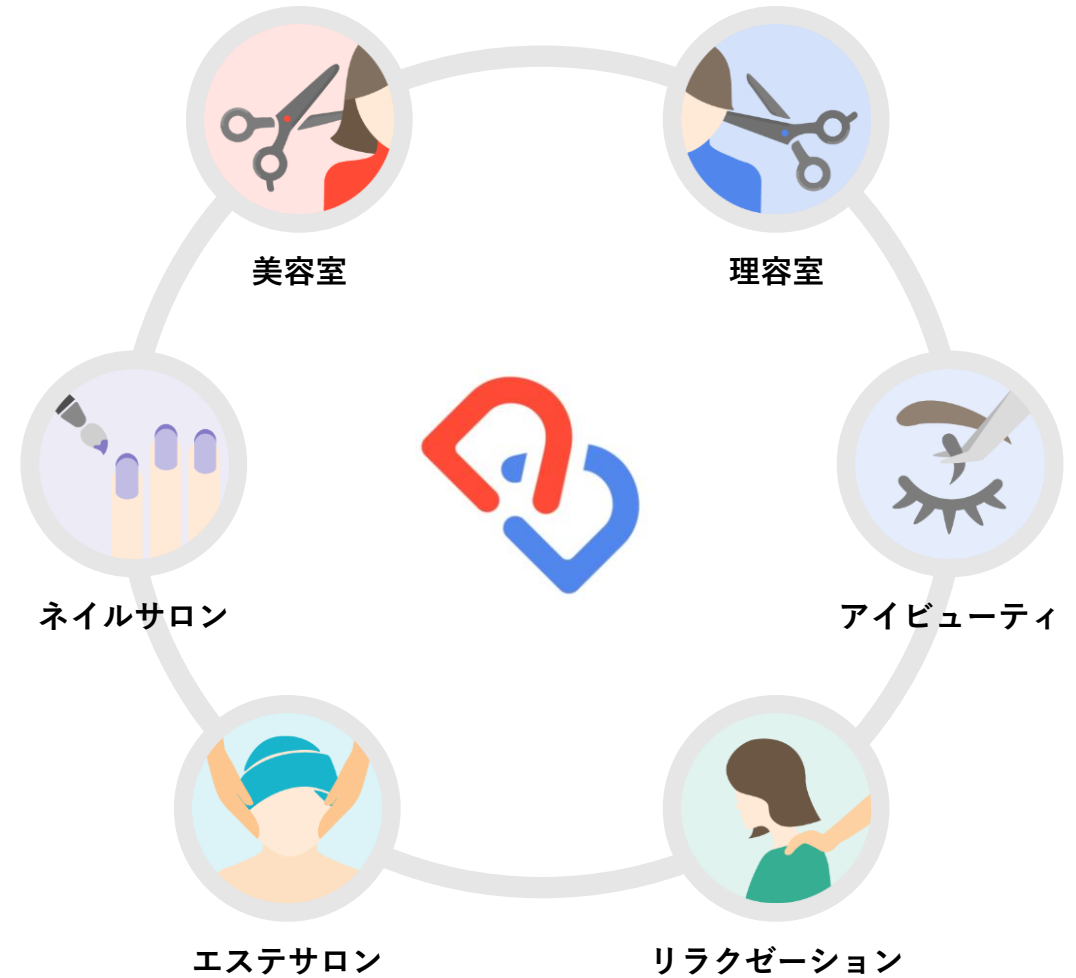 美容室
理容室
ネイルサロン
アイビューティ
エステサロン
リラクゼーション